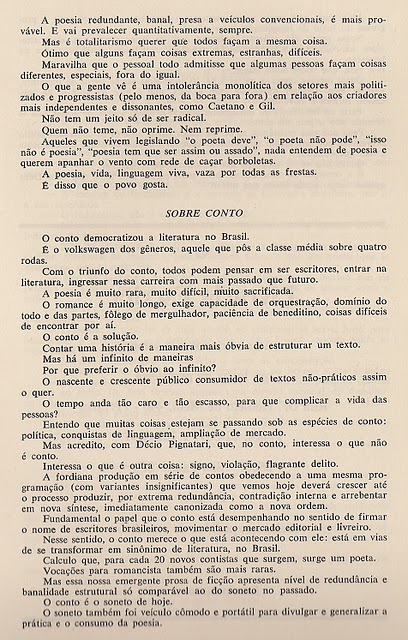 A poesia redundante, banal, presa a veículos convencionais, é mais pro-
vável. E vai prevalecer quantitativamente, sempre.
Mas é totalitarismo querer que todos façam a mesma coisa.
Ótimo que alguns façam coisas extremas, estranhas, difíceis.
Maravilha que o pessoal todo admitisse que algumas pessoas façam coisas
diferentes, especiais, fora do igual.
O que a gente vê é uma intolerância monolítica dos setores mais politi-
zados e progressistas (pelo menos, da boca para fora) em relação aos criadores
mais independentes e dissonantes, como Caetano e Gil.
Não tem um jeito só de ser radical.
Quem não teme, não oprime. Nem reprime.
Aqueles que vivem legislando "o poeta deve", "o poeta não pode", "isso
não é poesia", "poesia tem que ser assim ou assado", nada entendem de poesia e
querem apanhar o vento com rede de caçar borboletas.
A poesia, vida, linguagem viva, vaza por todas as frestas.
É disso que o povo gosta.
SOBRE CONTO
O conto democratizou a literatura no Brasil.
É o volkswagen dos gêneros, aquele que pôs a classe média sobre quatro
rodas.
Com o triunfo do conto, todos podem pensar em ser escritores, entrar na
literatura, ingressar nessa carreira com mais passado que futuro.
A poesia é muito rara, muito difícil, muito sacrificada.
O romance é muito longo, exige capacidade de orquestração, domínio do
todo e das partes, fôlego de mergulhador, paciência de beneditino, coisas difíceis
de encontrar por aí.
O conto é a solução.
Contar uma história é a maneira mais óbvia de estruturar um texto.
Mas há um infinito de maneiras
Por que preferir o óbvio ao infinito?
O nascente e crescente público consumidor de textos não-práticos assim
o quer.
O tempo anda tão caro e tão escasso, para que complicar a vida das
pessoas?
Entendo que muitas coisas estejam se passando sob as espécies de conto:
política, conquistas de linguagem, ampliação de mercado.
Mas acredito, com Décio Pignatari, que, no conto, interessa o que não
é conto.
Interessa o que é outra coisa: signo, violação, flagrante delito.
A fordiana produção em série de contos obedecendo a uma mesma pro-
gramação (com variantes insignificantes) que vemos hoje deverá crescer até
o processo produzir, por extrema redundância, contradição interna e arrebentar
em nova síntese, imediatamente canonizada como a nova ordem.
Fundamental o papel que o conto está desempenhando no sentido de firmar
o nome de escritores brasileiros, movimentar o mercado editorial e livreiro.
Nesse sentido, o conto merece o que está acontecendo com ele: está em vias
de se transformar em sinônimo de literatura, no Brasil.
Calculo que, para cada 20 novos contistas que surgem, surge um poeta.
Vocações para romancista também são mais raras.
Mas essa nossa emergente prosa de ficção apresenta nível de redundância e
banalidade estrutural só comparável ao do soneto no passado.
O conto é o soneto de hoje.
O soneto também foi veículo cômodo e portátil para divulgar e generalizar a
prática e o consumo da poesia.